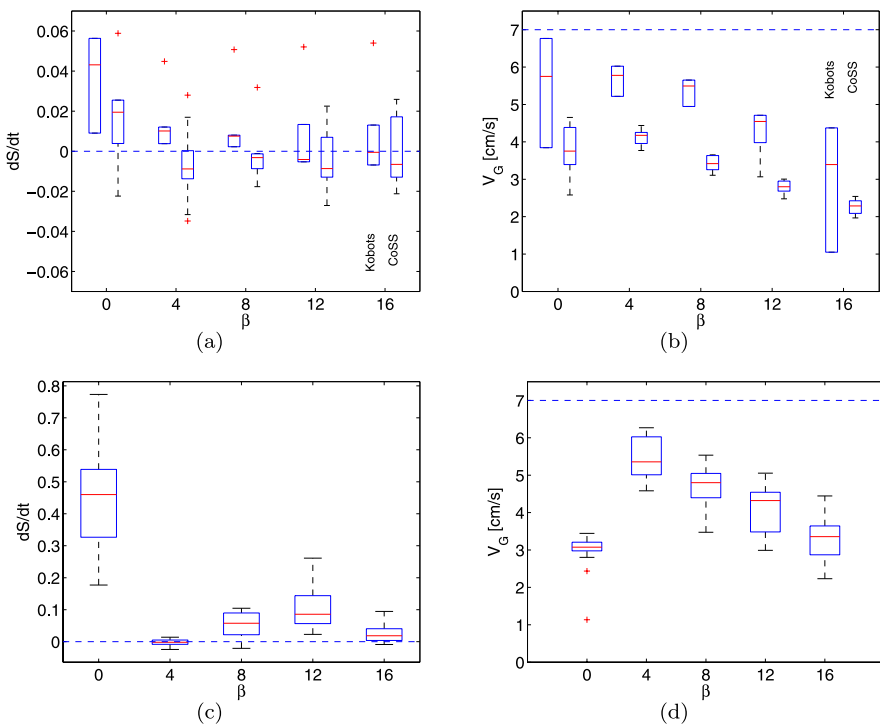 0.06
0.04
0.02
0
−0.02
−0.04
−0.06
dS/dt
Kobots
CoSS
0 4 8 12 16
β
(a)
7
6
5
4
3
2
1
0
V_G [cm/s]
Kobots
CoSS
0 4 8 12 16
β
(b)
0.8
0.7
0.6
0.5
0.4
0.3
0.2
0.1
0
dS/dt
0 4 8 12 16
β
(c)
7
6
5
4
3
2
1
0
V_G [cm/s]
0 4 8 12 16
β
(d)